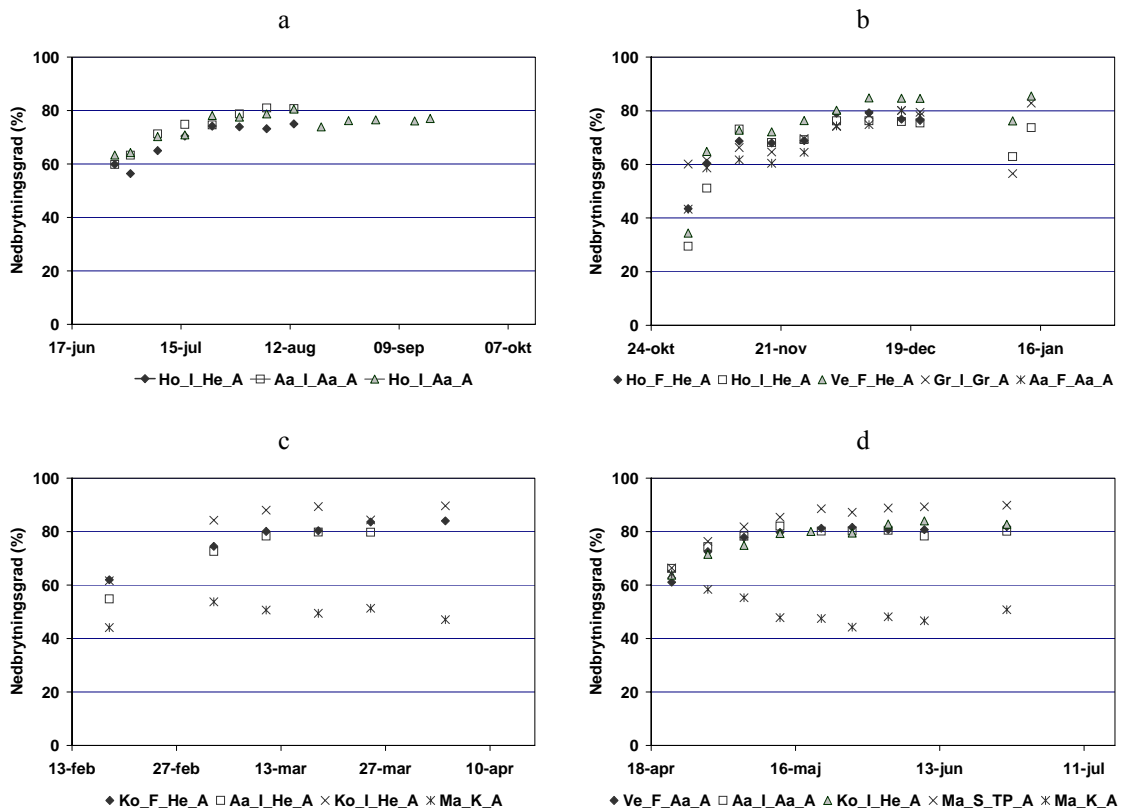 a
Nedbrytningsgrad (%)
100
80
60
40
20
0
17-jun 15-jul 12-aug 09-sep 07-okt
Ho_I_He_A Aa_I_Aa_A Ho_I_Aa_A
b
Nedbrytningsgrad (%)
100
80
60
40
20
0
24-okt 21-nov 19-dec 16-jan
Ho_F_He_A Ho_I_He_A Ve_F_He_A Gr_I_Gr_A Aa_F_Aa_A
c
Nedbrytningsgrad (%)
100
80
60
40
20
0
13-feb 27-feb 13-mar 27-mar 10-apr
Ko_F_He_A Aa_I_He_A Ko_I_He_A Ma_K_A
d
Nedbrytningsgrad (%)
100
80
60
40
20
0
18-apr 16-maj 13-jun 11-jul
Ve_F_Aa_A Aa_I_Aa_A Ko_I_He_A Ma_S_TP_A Ma_K_A